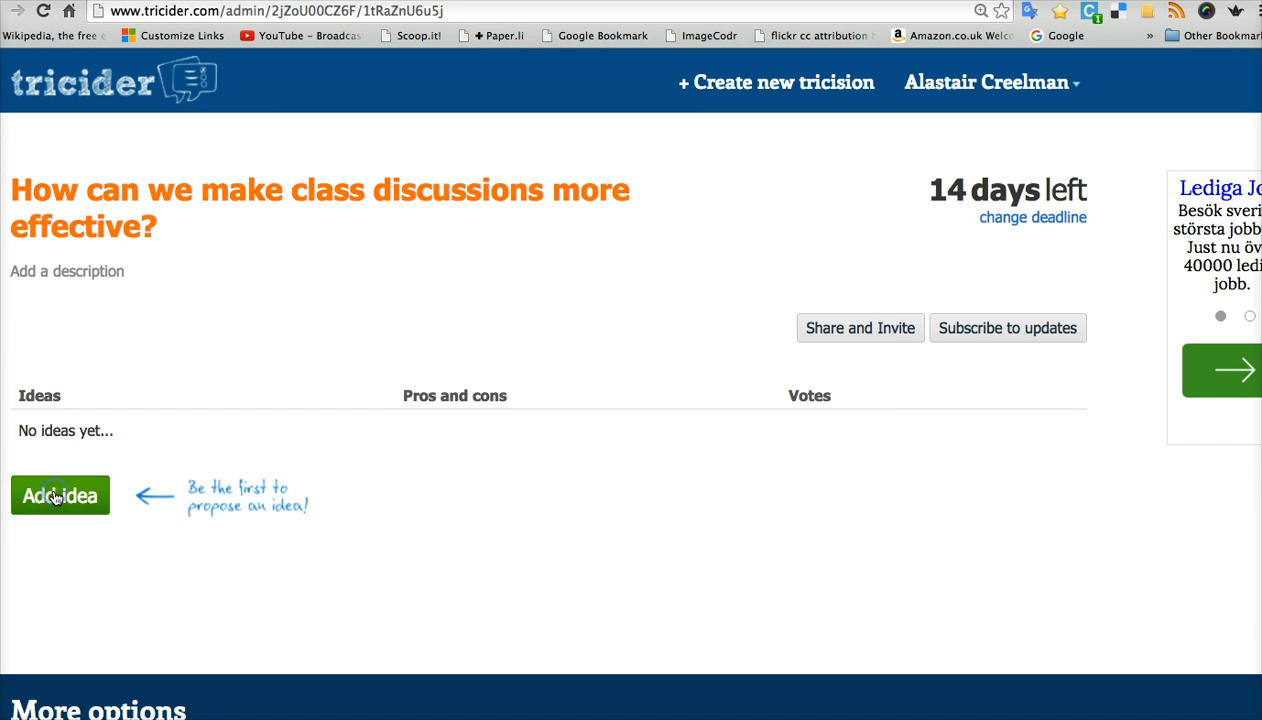 www.tricider.com/admin/2jZoU00CZ6F/1tRaZnU6u5j
Wikipedia, the free e
Customize Links
YouTube - Broadcas
Scoop.it!
+ Paper.li
Google Bookmark
ImageCodr
flickr cc attribution
Amazon.co.uk Welc
Google
»
Other Bookmar
tricider
+ Create new tricision
Alastair Creelman
How can we make class discussions more
effective?
14 days left
change deadline
Add a description
Lediga Jo
Besök sveri
största jobb
Just nu öv
40000 ledi
jobb.
Share and Invite
Subscribe to updates
Ideas
Pros and cons
Votes
No ideas yet...
Add idea
Be the first to
propose an idea!
More options